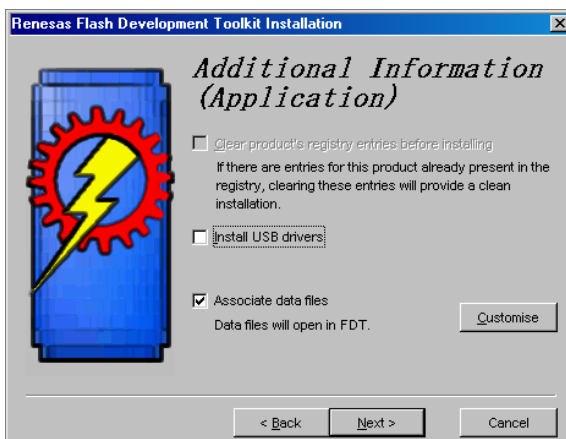 Renesas Flash Development Toolkit Installation
Additional Information
(Application)
Clear product's registry entries before installing
If there are entries for this product already present in the
registry, clearing these entries will provide a clean
installation.
Install USB drivers
Associate data files
Data files will open in FDT.
Customise
< Back
Next >
Cancel